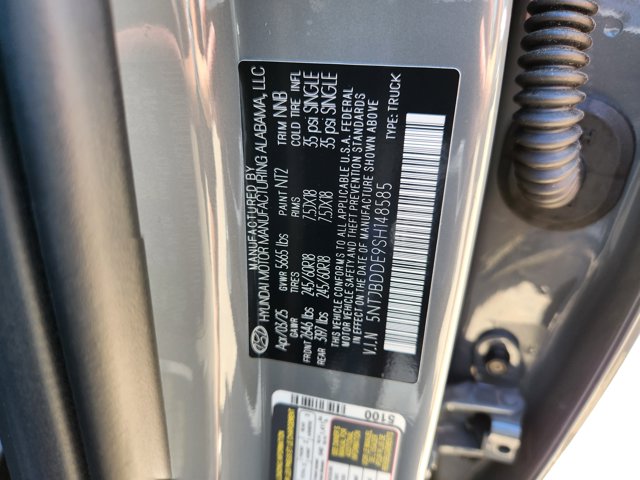 MANUFACTURED BY
HYUNDAI MOTOR MANUFACTURING ALABAMA, LLC
Apr/03/25 GVWR 5665 lbs PAINT NT2 TRIM NNB
GAWR TIRES RIMS COLD TIRE INFL
FRONT 2646 lbs 245/60R18 7.5JX18 35 psi SINGLE
REAR 3197 lbs 245/60R18 7.5JX18 35 psi SINGLE
THIS VEHICLE CONFORMS TO ALL APPLICABLE U.S.A. FEDERAL
MOTOR VEHICLE SAFETY AND THEFT PREVENTION STANDARDS
IN EFFECT ON THE DATE OF MANUFACTURE SHOWN ABOVE
V.I.N 5NTJBDDE9SH148585
TYPE: TRUCK
5100